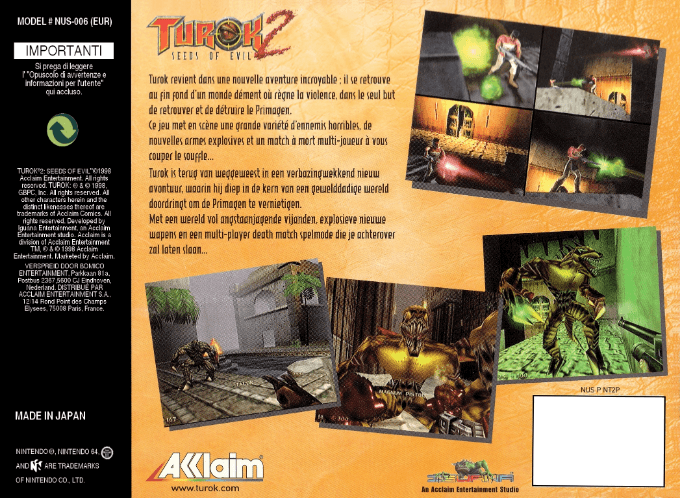 MODEL # NUS-006 (EUR)
IMPORTANTI
Si prega di leggere
l'"Opuscolo di avvertenze e
informazioni per l'utente"
qui accluso.
TUROK®2: SEEDS OF EVIL™©1998
Acclaim Entertainment. All rights
reserved. TUROK: ® & © 1998,
GBPC, Inc. All rights reserved. All
other characters herein and the
distinct likenesses thereof are
trademarks of Acclaim Comics. All
rights reserved. Developed by
Iguana Entertainment, an Acclaim
Entertainment studio. Acclaim is a
division of Acclaim Entertainment
TM, ® & © 1998 Acclaim
Entertainment. Marketed by Acclaim.
VERSPREID DOOR BOMICO
ENTERTAINMENT, Parkkaan 81a,
Postbus 2367,5600 CJ Eindhoven,
Nederland. DISTRIBUE PAR
ACCLAIM ENTERTAINMENT S.A.,
12-14 Rond Point des Champs
Elysees, 75008 Paris, France.
MADE IN JAPAN
NINTENDO®, NINTENDO 64,
AND N ARE TRADEMARKS
OF NINTENDO CO., LTD.
TUROK 2
SEEDS OF EVIL
Turok revient dans une nouvelle aventure incroyable : il se retrouve
au fin fond d'un monde dément où règne la violence, dans le seul but
de retrouver et de détruire le Primagen.
Ce jeu met en scène une grande variété d'ennemis horribles, de
nouvelles armes explosives et un match à mort multi-joueur à vous
couper le souffle...
Turok is terug van weggeweest in een verbazingwekkend nieuw
avontuur, waarin hij diep in de kern van een gewelddadige wereld
doordringt om de Primagen te vernietigen.
Met een wereld vol angstaanjagende vijanden, explosieve nieuwe
wapens en een multi-player death match spelmode die je achterover
zal laten slaan...
MAGNUM PISTOL
100
NUS P NT2P
Acclaim
www.turok.com
An Acclaim Entertainment Studio